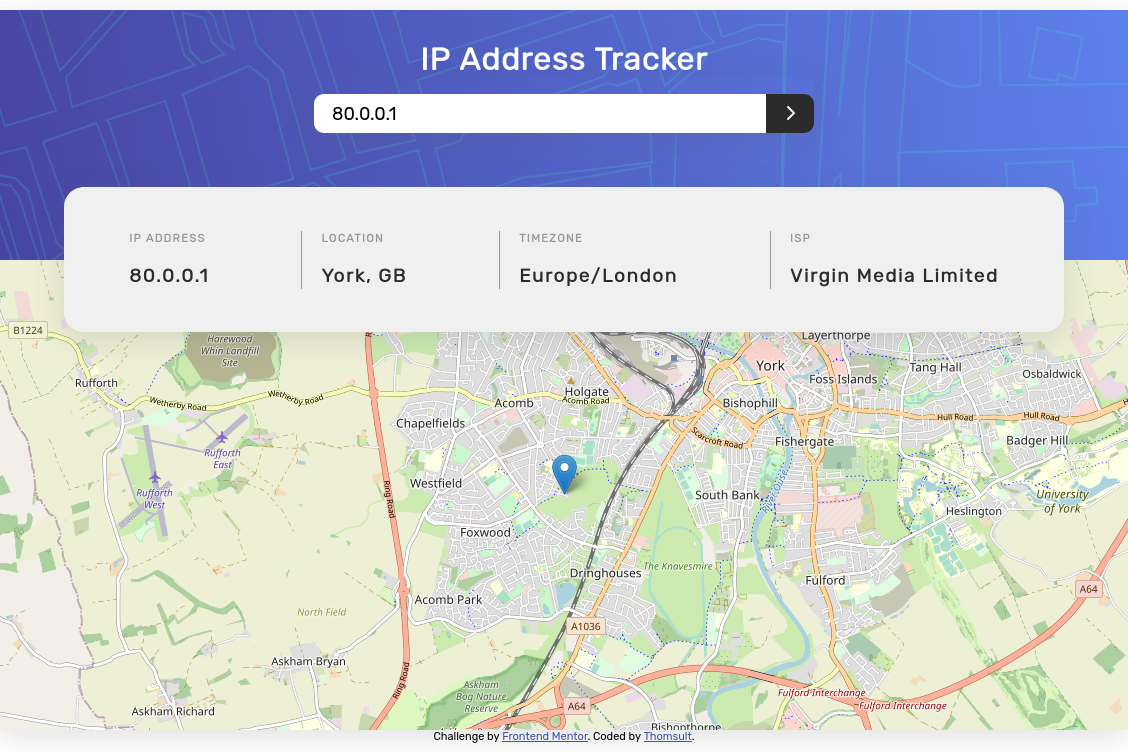 IP Address Tracker
80.0.0.1
IP ADDRESS
80.0.0.1
LOCATION
York, GB
TIMEZONE
Europe/London
ISP
Virgin Media Limited
B1224
Harewood
Whin Landfill
Site
Layerthorpe
York
Tang Hall
Osbaldwick
Foss Islands
Rufforth
Wetherby Road
Wetherby Road
Holgate
Acomb Road
Acomb
Bishophill
Chapelfields
Hull Road
Hull Road
Scarcroft Road
Fishergate
Badger Hill
Rufforth
East
Rufforth
West
Westfield
Ring Road
South Bank
University
of York
Heslington
Foxwood
Dringhouses
The Knavesmire
Fulford
A64
Acomb Park
North Field
A1036
Askham Bryan
Ring Road
Askham
Bog Nature
Reserve
Fulford Interchange
Fulford Interchange
A64
Askham Richard
Bishopthorpe
Challenge by Frontend Mentor. Coded by Thomsult.